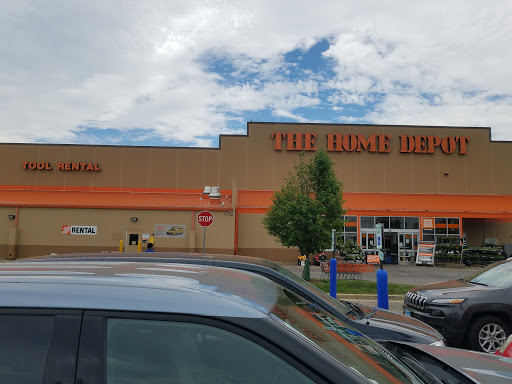 THE HOME DEPOT
TOOL RENTAL
STOP
RENTAL